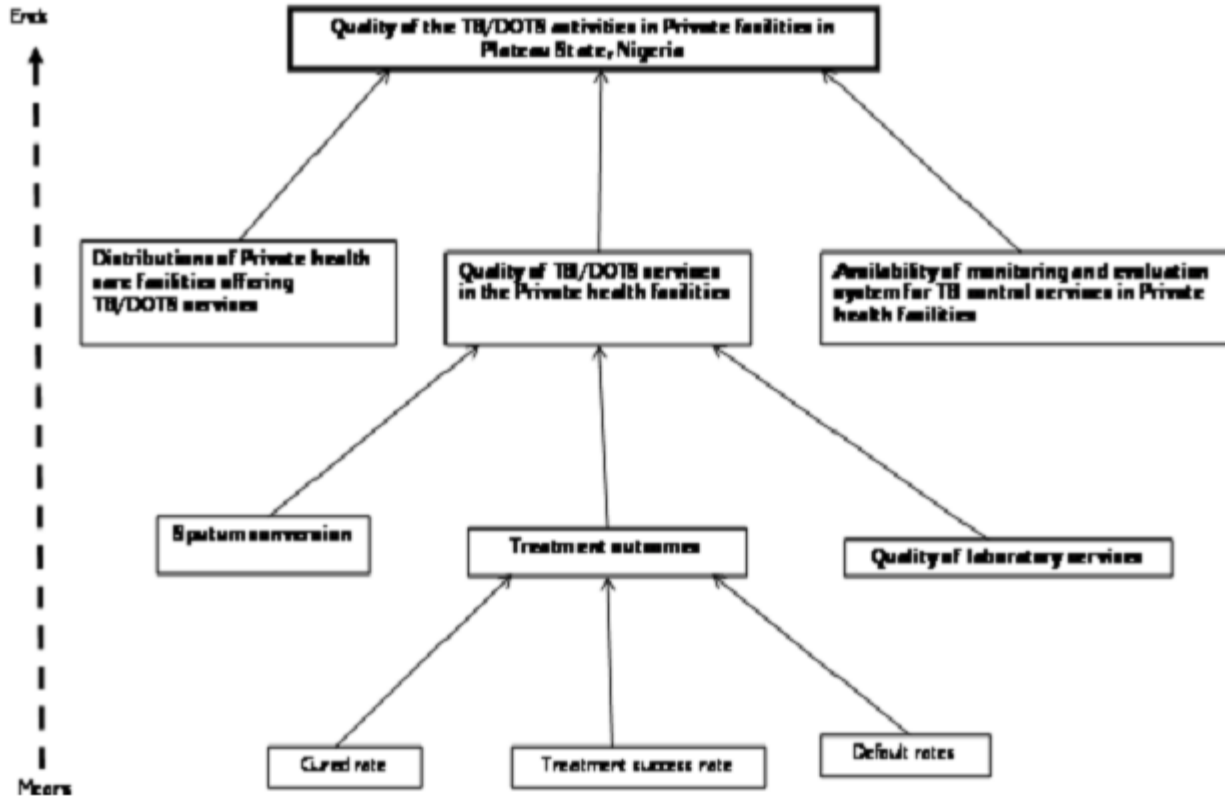 Ends
Quality of the TB/DOTS activities in Private facilities in
Plateau State, Nigeria
Distributions of Private health
care facilities offering
TB/DOTS services
Quality of TB/DOTS services
in the Private health facilities
Availability of monitoring and evaluation
system for TB control services in Private
health facilities
Sputum conversion
Treatment outcomes
Quality of laboratory services
Cured rate
Treatment success rate
Default rates
Means